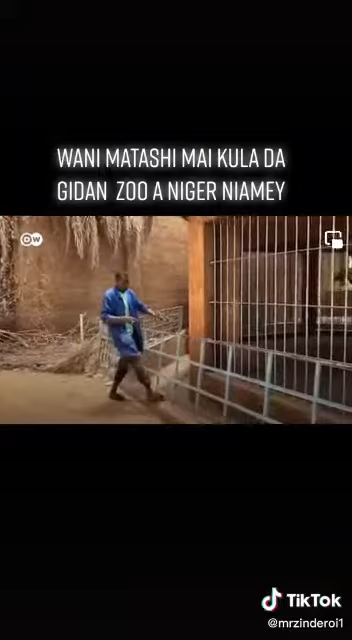 WANI MATASHI MAI KULA DA
GIDAN ZOO A NIGER NIAMEY
DW
TikTok
@mrzinderoi1